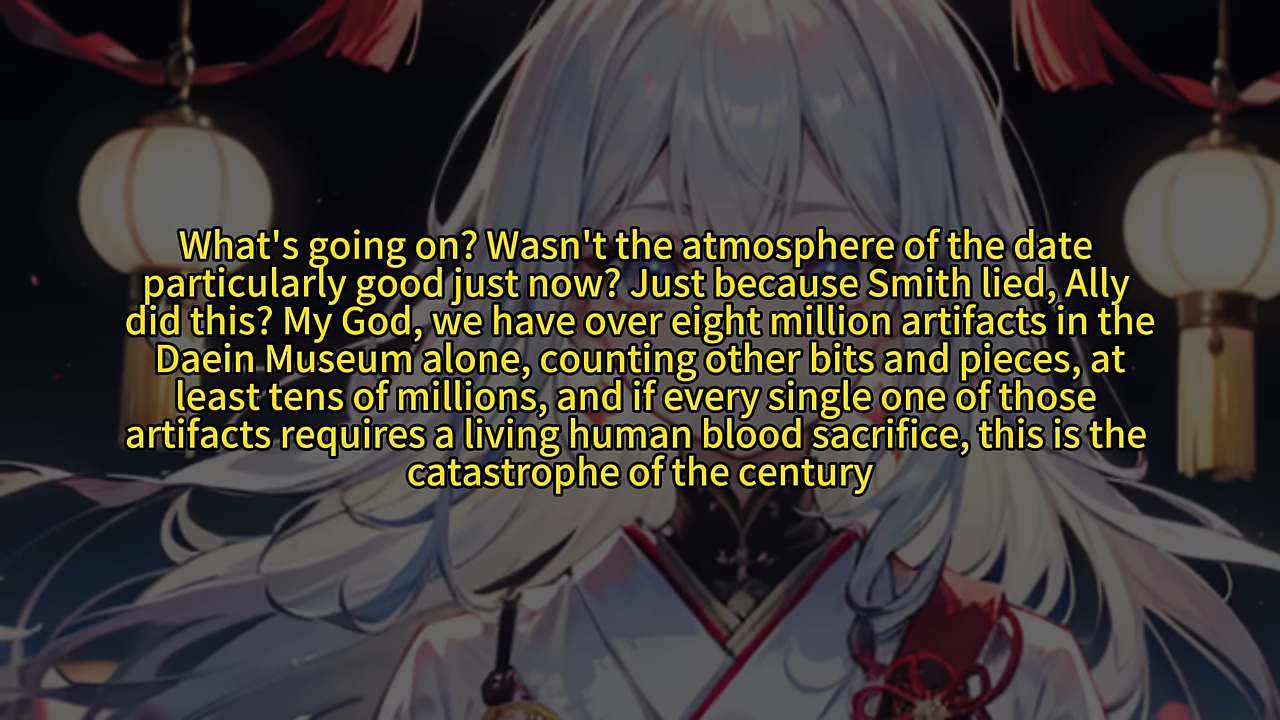 What's going on? Wasn't the atmosphere of the date
particularly good just now? Just because Smith lied, Ally
did this? My God, we have over eight million artifacts in the
Daein Museum alone, counting other bits and pieces, at
least tens of millions, and if every single one of those
artifacts requires a living human blood sacrifice, this is the
catastrophe of the century